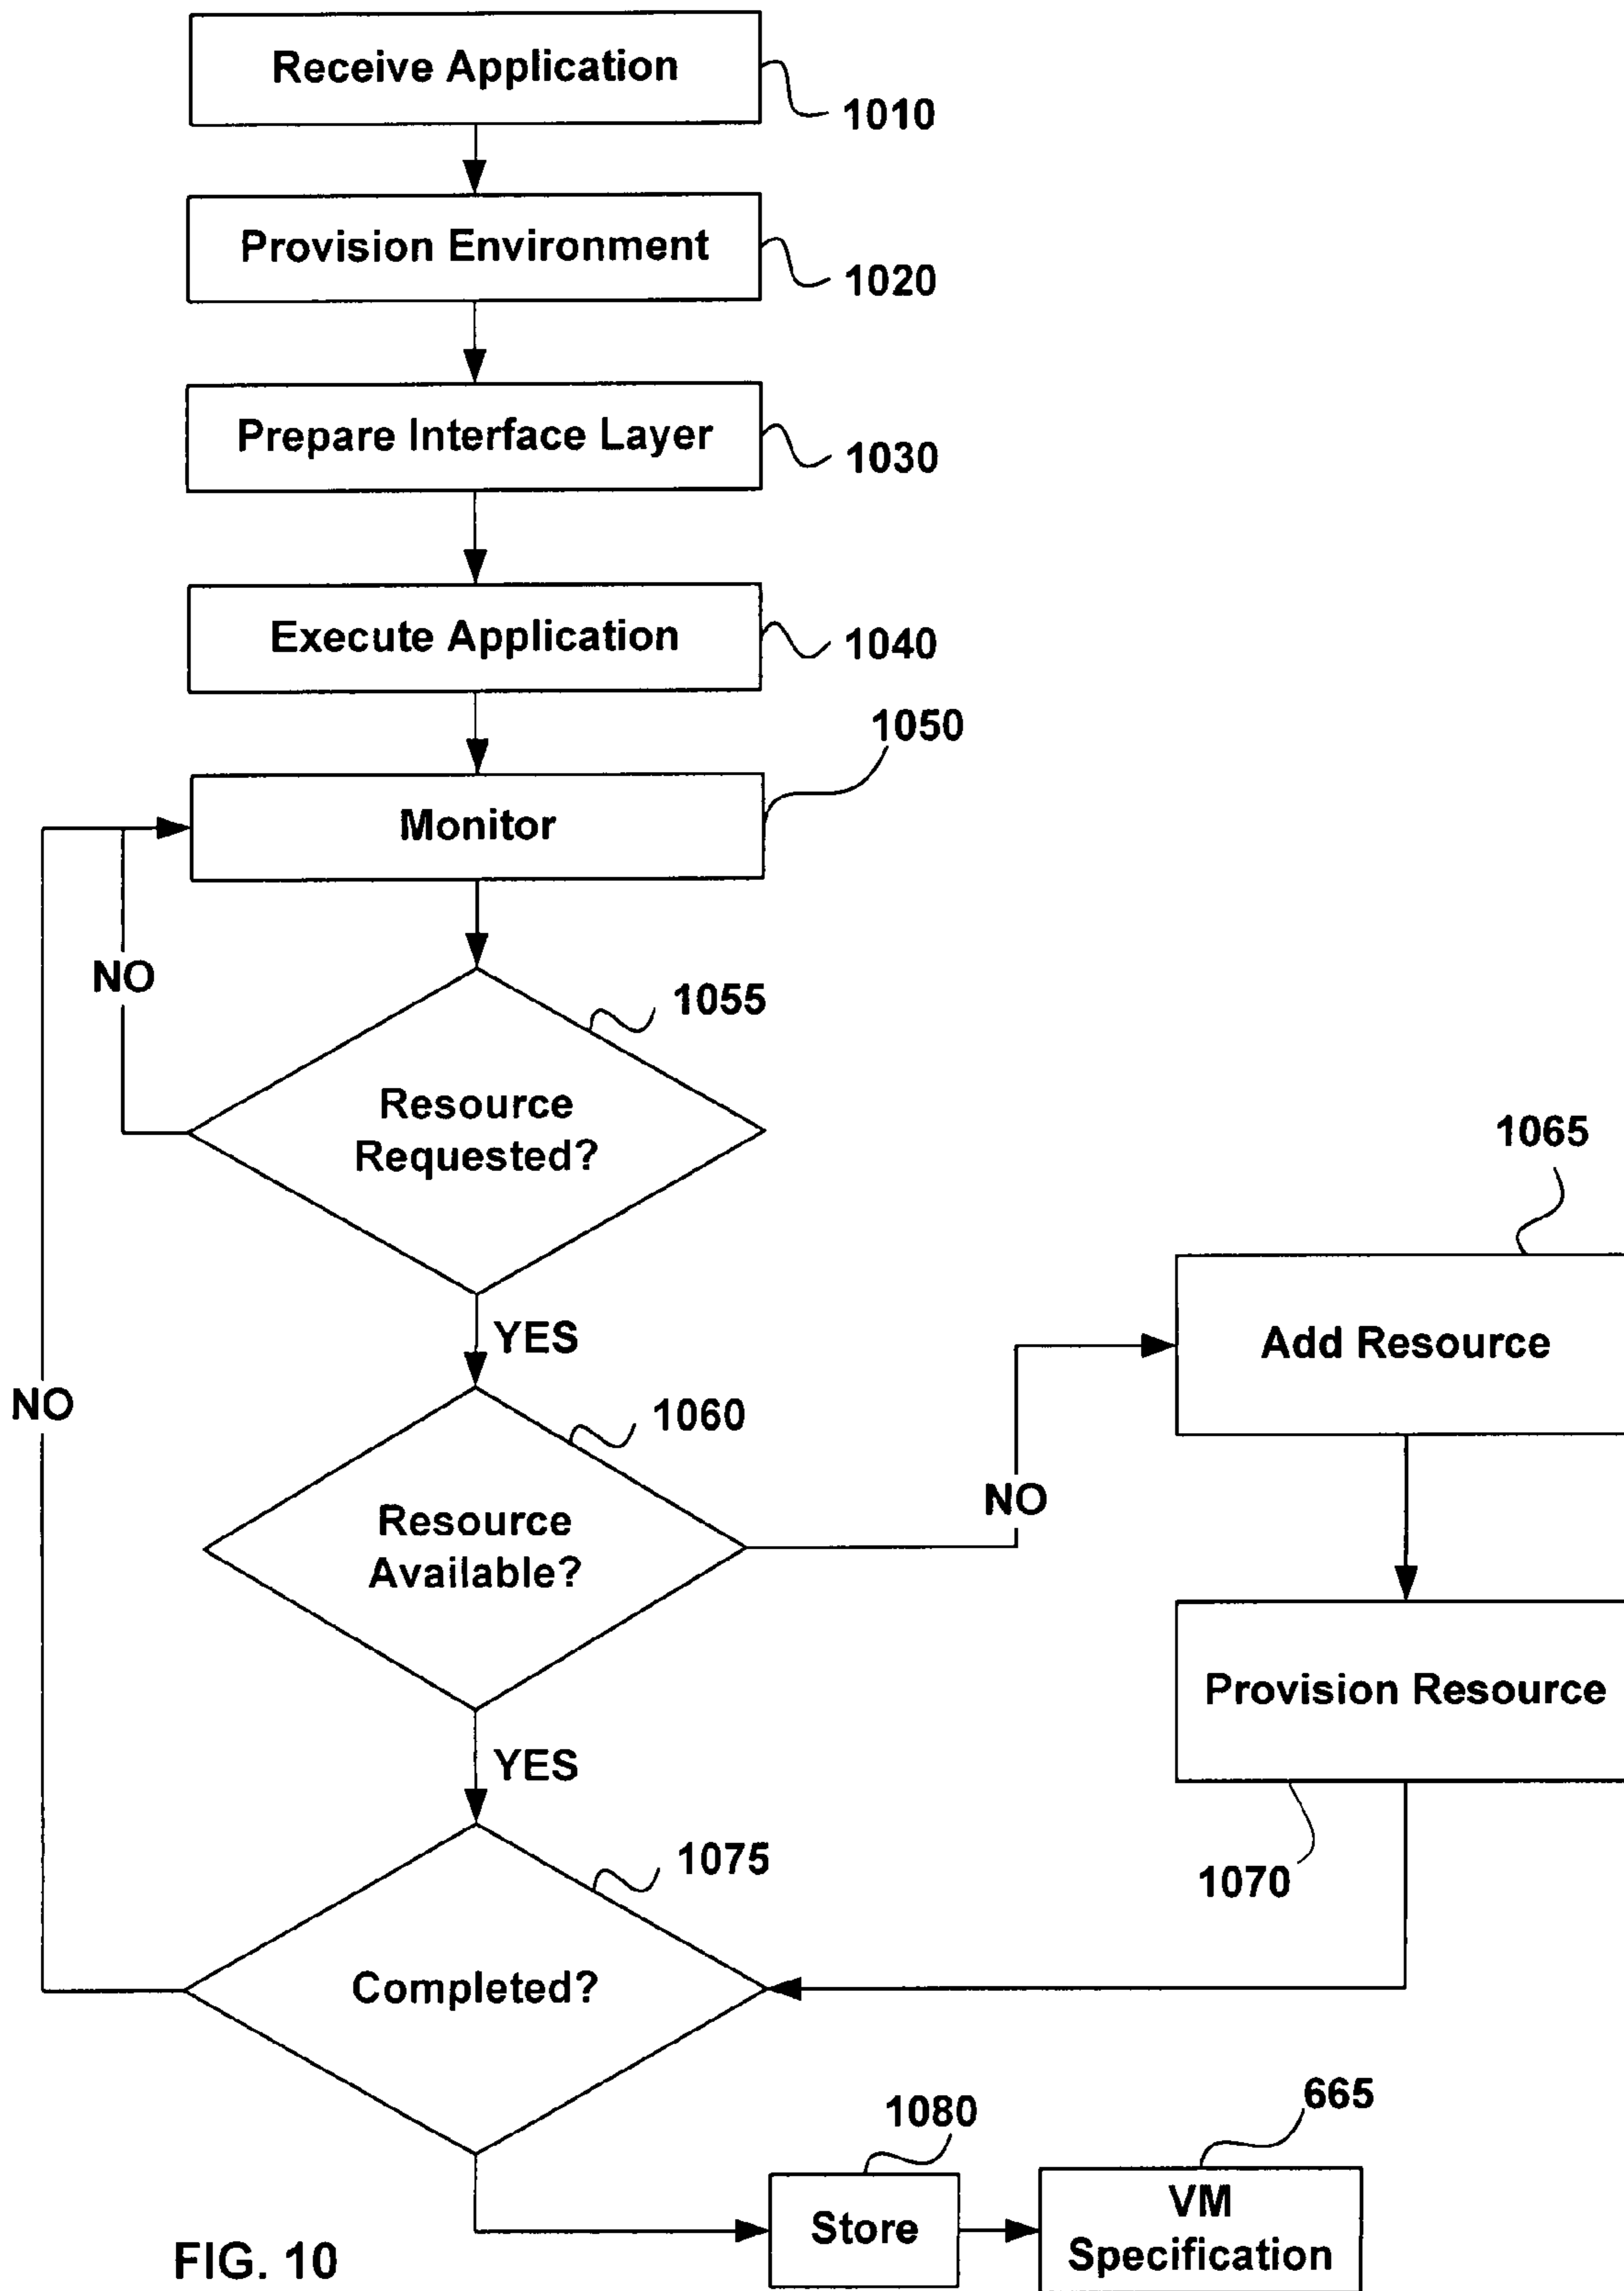 Receive Application
1010
Provision Environment
1020
Prepare Interface Layer
1030
Execute Application
1040
1050
Monitor
NO
1055
Resource
Requested?
1065
YES
Add Resource
NO
1060
NO
Resource
Available?
Provision Resource
YES
1075
1070
Completed?
1080
665
Store
VM
Specification
FIG. 10